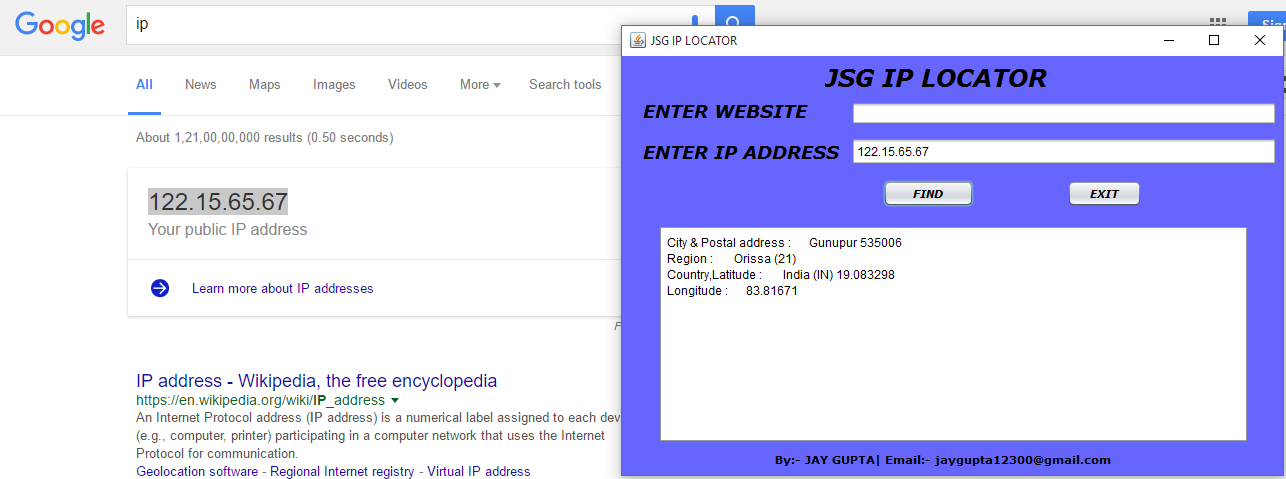 Google
ip
All News Maps Images Videos More Search tools
About 1,21,00,00,000 results (0.50 seconds)
122.15.65.67
Your public IP address
Learn more about IP addresses
IP address - Wikipedia, the free encyclopedia
https://en.wikipedia.org/wiki/IP_address
An Internet Protocol address (IP address) is a numerical label assigned to each
(e.g., computer, printer) participating in a computer network that uses the Internet
Protocol for communication.
Geolocation software - Regional Internet registry - Virtual IP address
JSG IP LOCATOR
JSG IP LOCATOR
ENTER WEBSITE
ENTER IP ADDRESS 122.15.65.67
FIND EXIT
City & Postal address : Gunupur 535006
Region : Orissa (21)
Country,Latitude : India (IN) 19.083298
Longitude : 83.81671
By:- JAY GUPTA| Email:- jaygupta12300@gmail.com